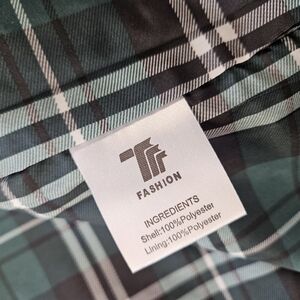 FASHION
INGREDIENTS
Shell:100%Polyester
Lining:100%Polyester